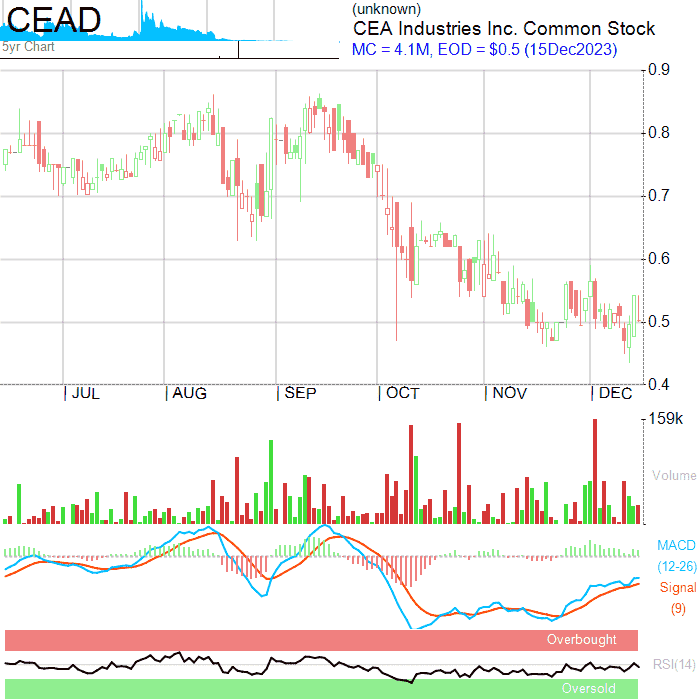 CEAD
(unknown)
CEA Industries Inc. Common Stock
5yr Chart
MC = 4.1M, EOD = $0.5 (15Dec2023)
0.9
0.8
0.7
0.6
0.5
0.4
JUL AUG SEP OCT NOV DEC
159k
Volume
MACD
(12-26)
Signal
(9)
Overbought
RSI(14)
Oversold